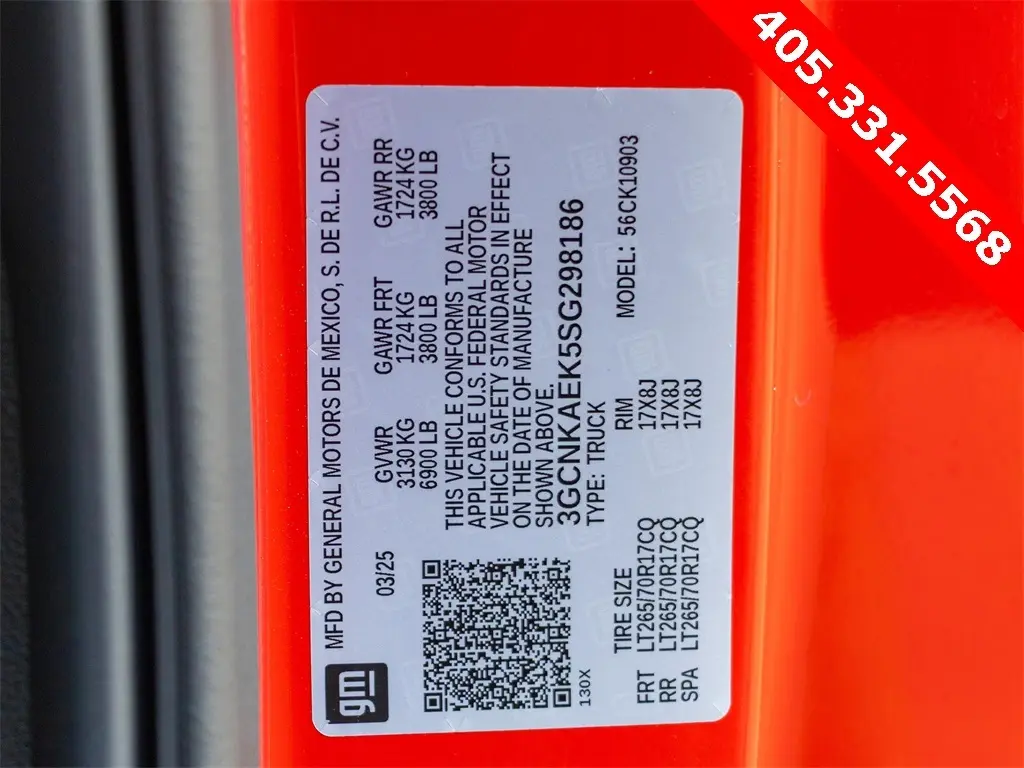 405.331.5568
MFD BY GENERAL MOTORS DE MEXICO, S. DE R.L. DE C.V.
gm
03/25 GVWR GAWR FRT GAWR RR
3130 KG 1724 KG 1724 KG
6900 LB 3800 LB 3800 LB
THIS VEHICLE CONFORMS TO ALL
APPLICABLE U.S. FEDERAL MOTOR
VEHICLE SAFETY STANDARDS IN EFFECT
ON THE DATE OF MANUFACTURE
SHOWN ABOVE.
3GCNKAEK5SG298186
130X
TYPE: TRUCK
TIRE SIZE RIM MODEL: 56CK10903
FRT LT265/70R17CQ 17X8J
RR LT265/70R17CQ 17X8J
SPA LT265/70R17CQ 17X8J